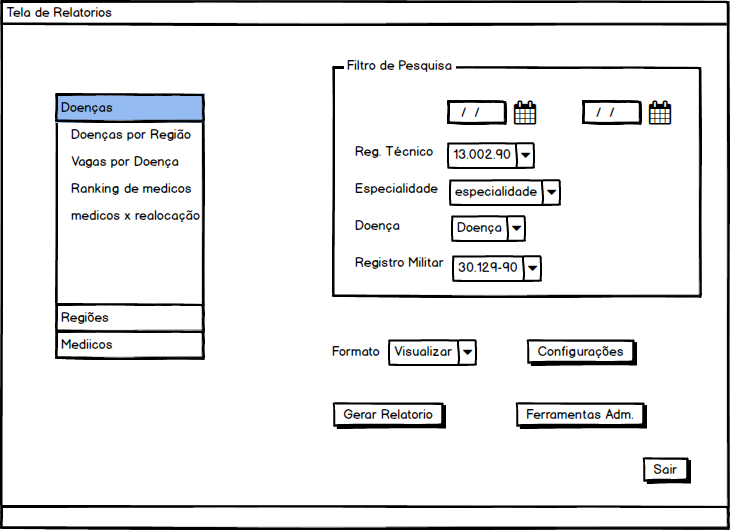 Tela de Relatorios
Doenças
Doenças por Região
Vagas por Doença
Ranking de medicos
medicos x realocação
Regiões
Mediicos
Filtro de Pesquisa
/ /
/ /
Reg. Técnico
13.002.90
Especialidade
especialidade
Doença
Doença
Registro Militar
30.129-90
Formato
Visualizar
Configurações
Gerar Relatorio
Ferramentas Adm.
Sair